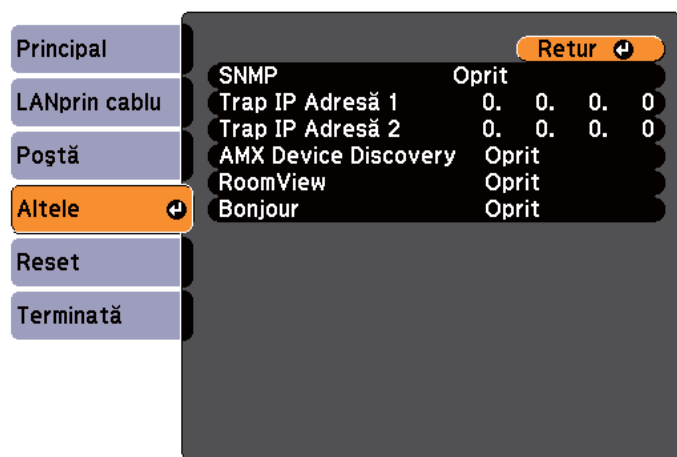 Principal
LANprin cablu
Poştă
Altele
Reset
Terminată
Retur
SNMP Oprit
Trap IP Adresă 1 0. 0. 0. 0
Trap IP Adresă 2 0. 0. 0. 0
AMX Device Discovery Oprit
RoomView Oprit
Bonjour Oprit